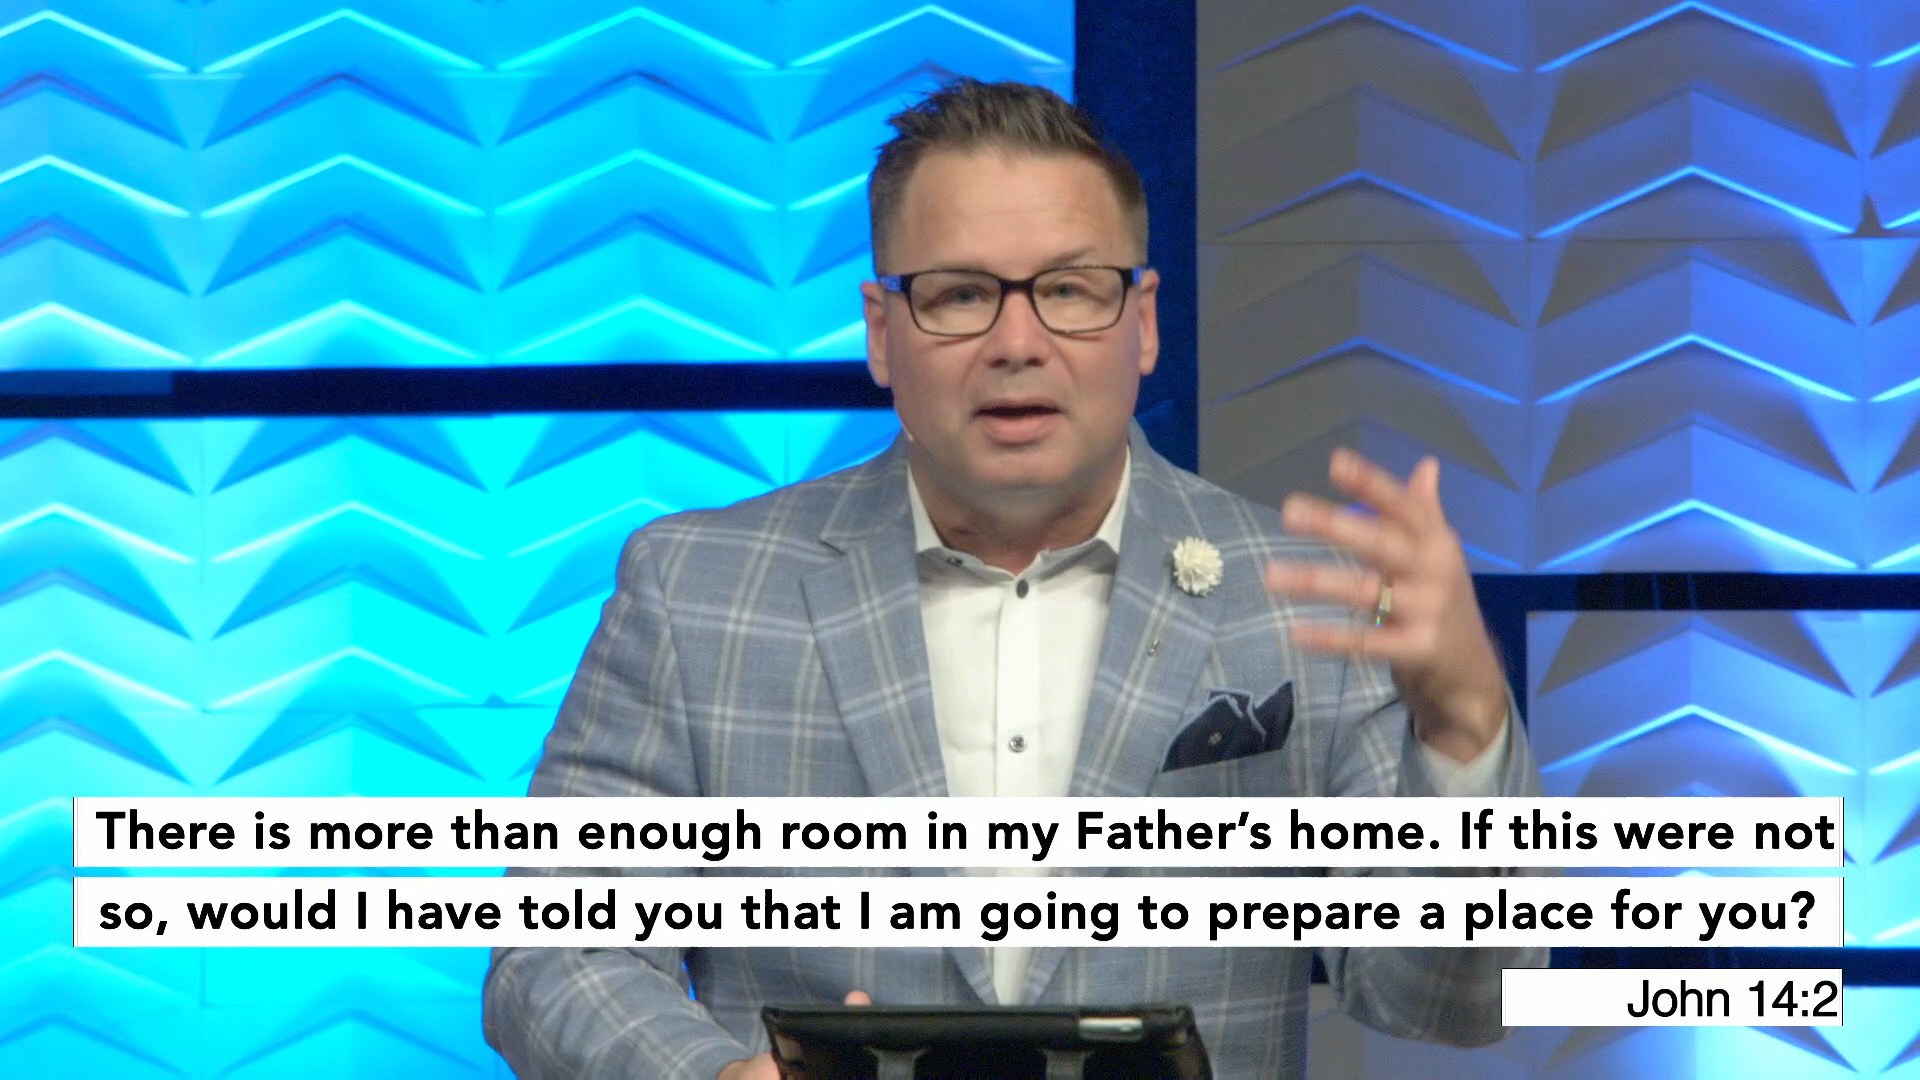 There is more than enough room in my Father’s home. If this were not
so, would I have told you that I am going to prepare a place for you?
John 14:2